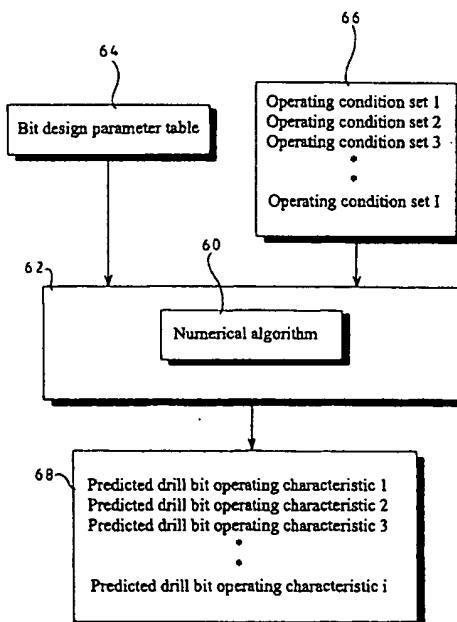 64
66
Bit design parameter table
Operating condition set 1
Operating condition set 2
Operating condition set 3
•
•
Operating condition set I
62
60
Numerical algorithm
68
Predicted drill bit operating characteristic 1
Predicted drill bit operating characteristic 2
Predicted drill bit operating characteristic 3
•
•
Predicted drill bit operating characteristic i